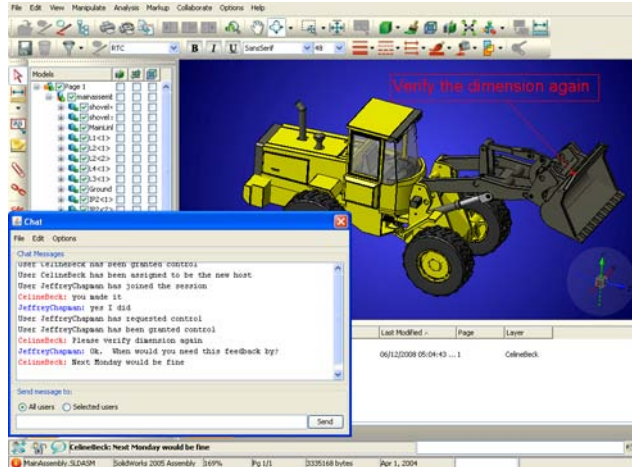 File Edit View Manipulate Analysis Markup Collaborate Options Help
RTC B I U SansSerif 48
Models
Page 1
mainassembl
shovel<
shovel:
MainLinl
L1<1>
L2<1>
L2<2>
L4<1>
L3<1>
Ground
IP2<1>
Verify the dimension again
Chat
File Edit Options
Chat Messages
User CelineBeck has been granted control
User CelineBeck has been assigned to be the new host
User JeffreyChapman has joined the session
CelineBeck: you made it
JeffreyChapman: yes I did
User JeffreyChapman has requested control
User JeffreyChapman has been granted control
CelineBeck: Please verify dimension again
JeffreyChapman: Ok. When would you need this feedback by?
CelineBeck: Next Monday would be fine
Send message to:
All users Selected users
Send
Last Modified Page Layer
06/12/2008 05:04:43 ... 1 CelineBeck
CelineBeck: Next Monday would be fine
MainAssembly.SLDASM SolidWorks 2005 Assembly 169% Pg 1/1 3335168 bytes Apr 1, 2004